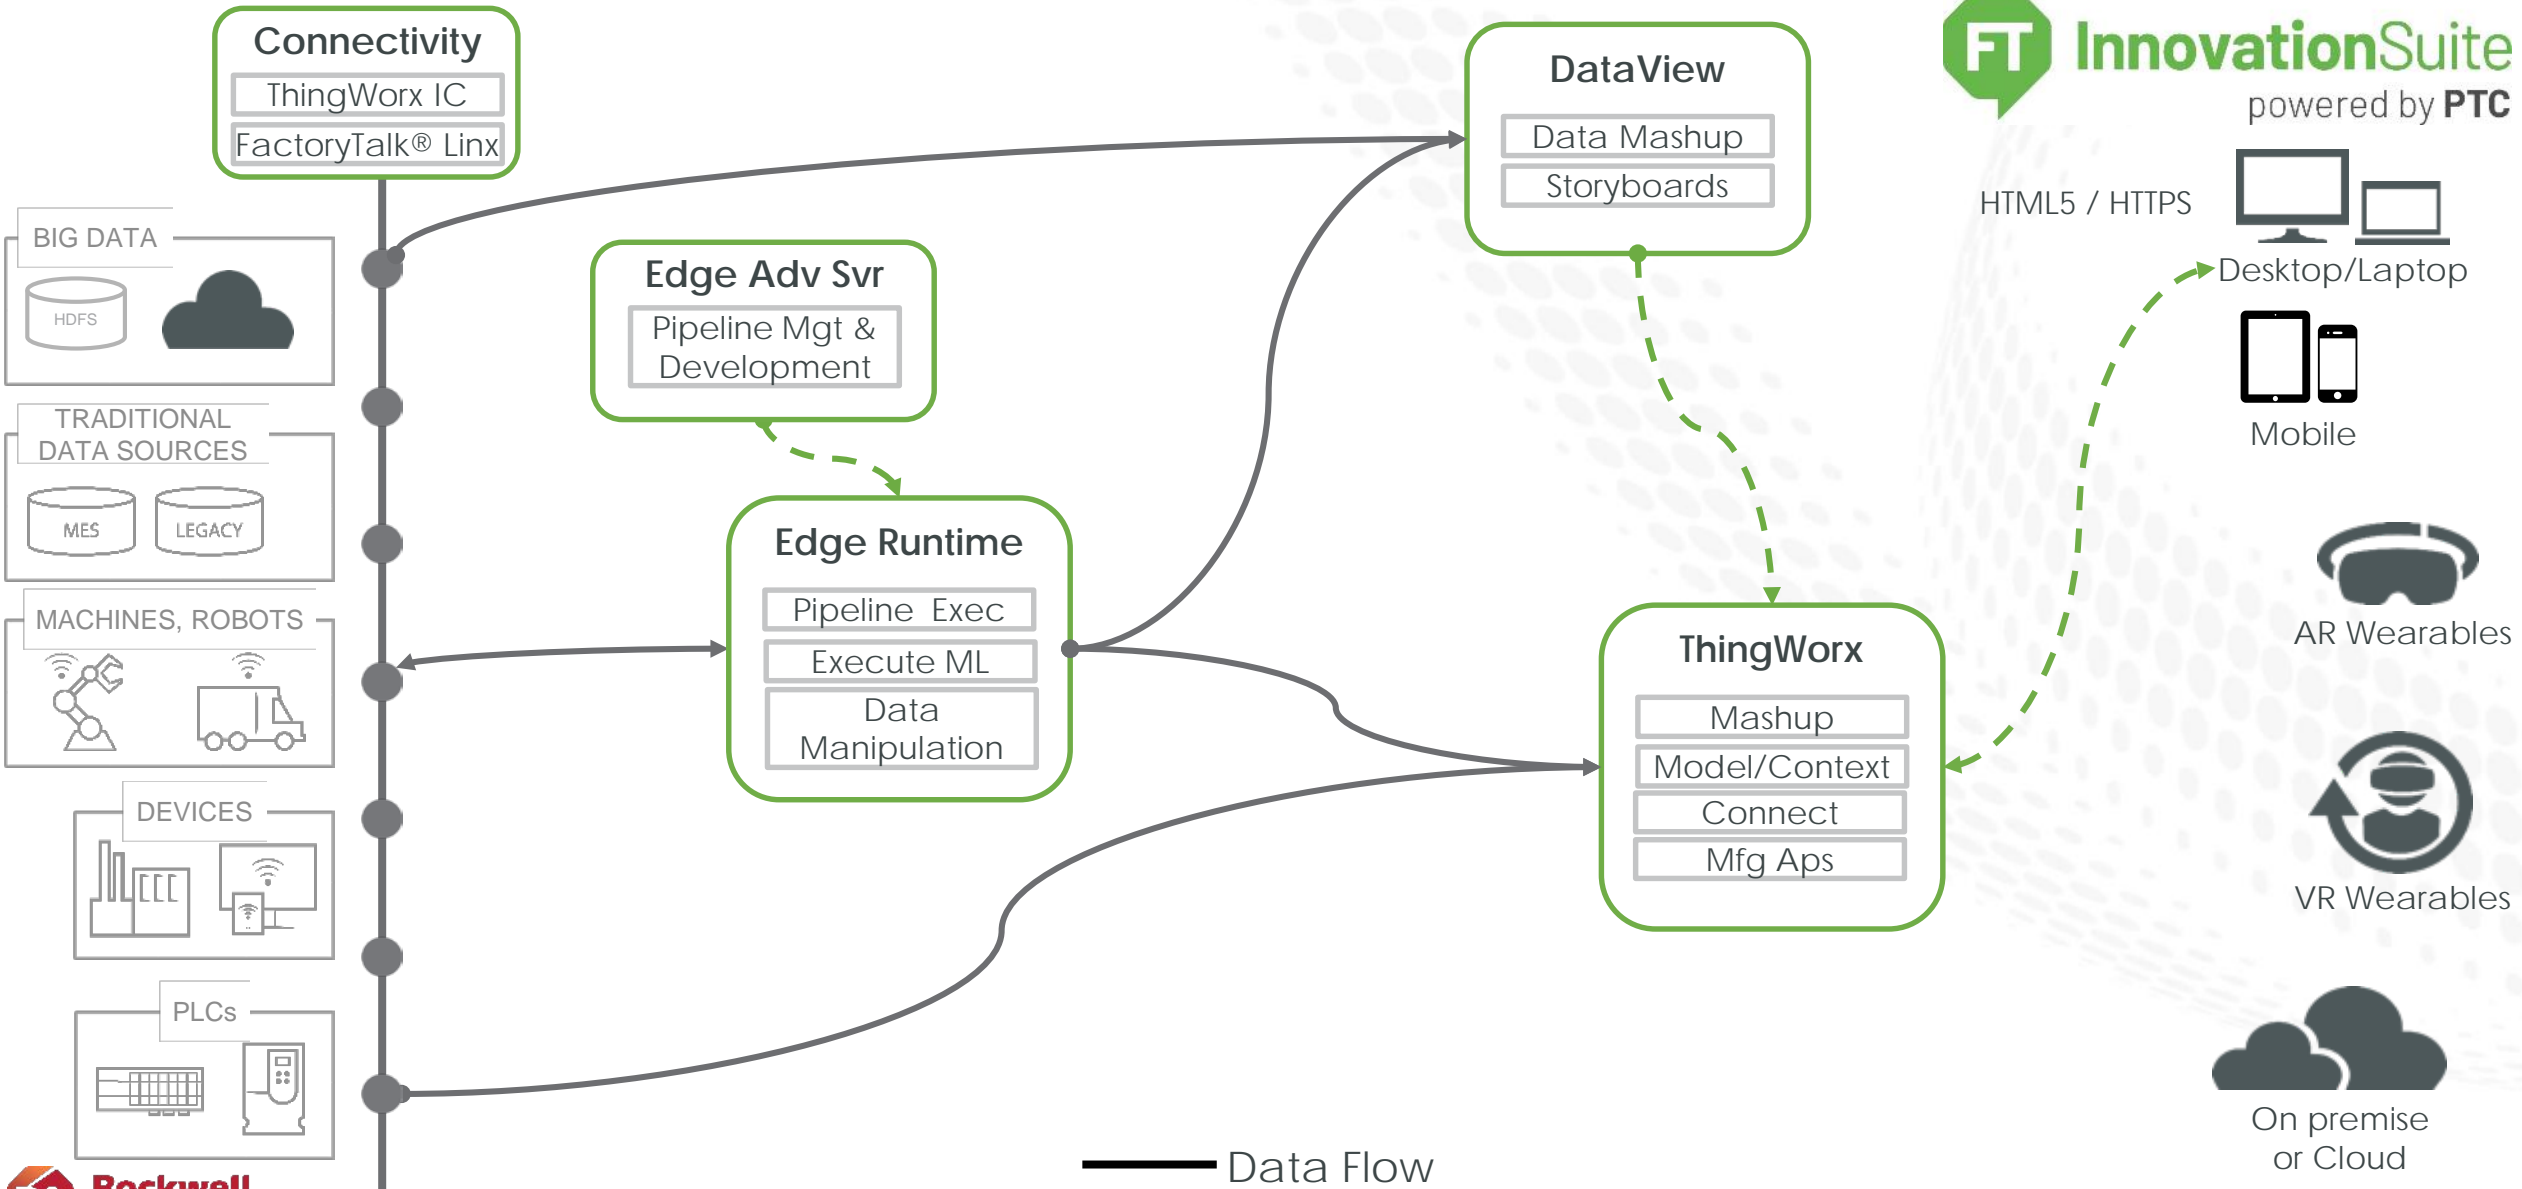 Connectivity
ThingWorx IC
FactoryTalk® Linx
BIG DATA
HDFS
TRADITIONAL
DATA SOURCES
MES
LEGACY
MACHINES, ROBOTS
DEVICES
PLCs
Rockwell
Edge Adv Svr
Pipeline Mgt &
Development
Edge Runtime
Pipeline Exec
Execute ML
Data
Manipulation
DataView
Data Mashup
Storyboards
ThingWorx
Mashup
Model/Context
Connect
Mfg Aps
Data Flow
FT InnovationSuite
powered by PTC
HTML5 / HTTPS
Desktop/Laptop
Mobile
AR Wearables
VR Wearables
On premise
or Cloud